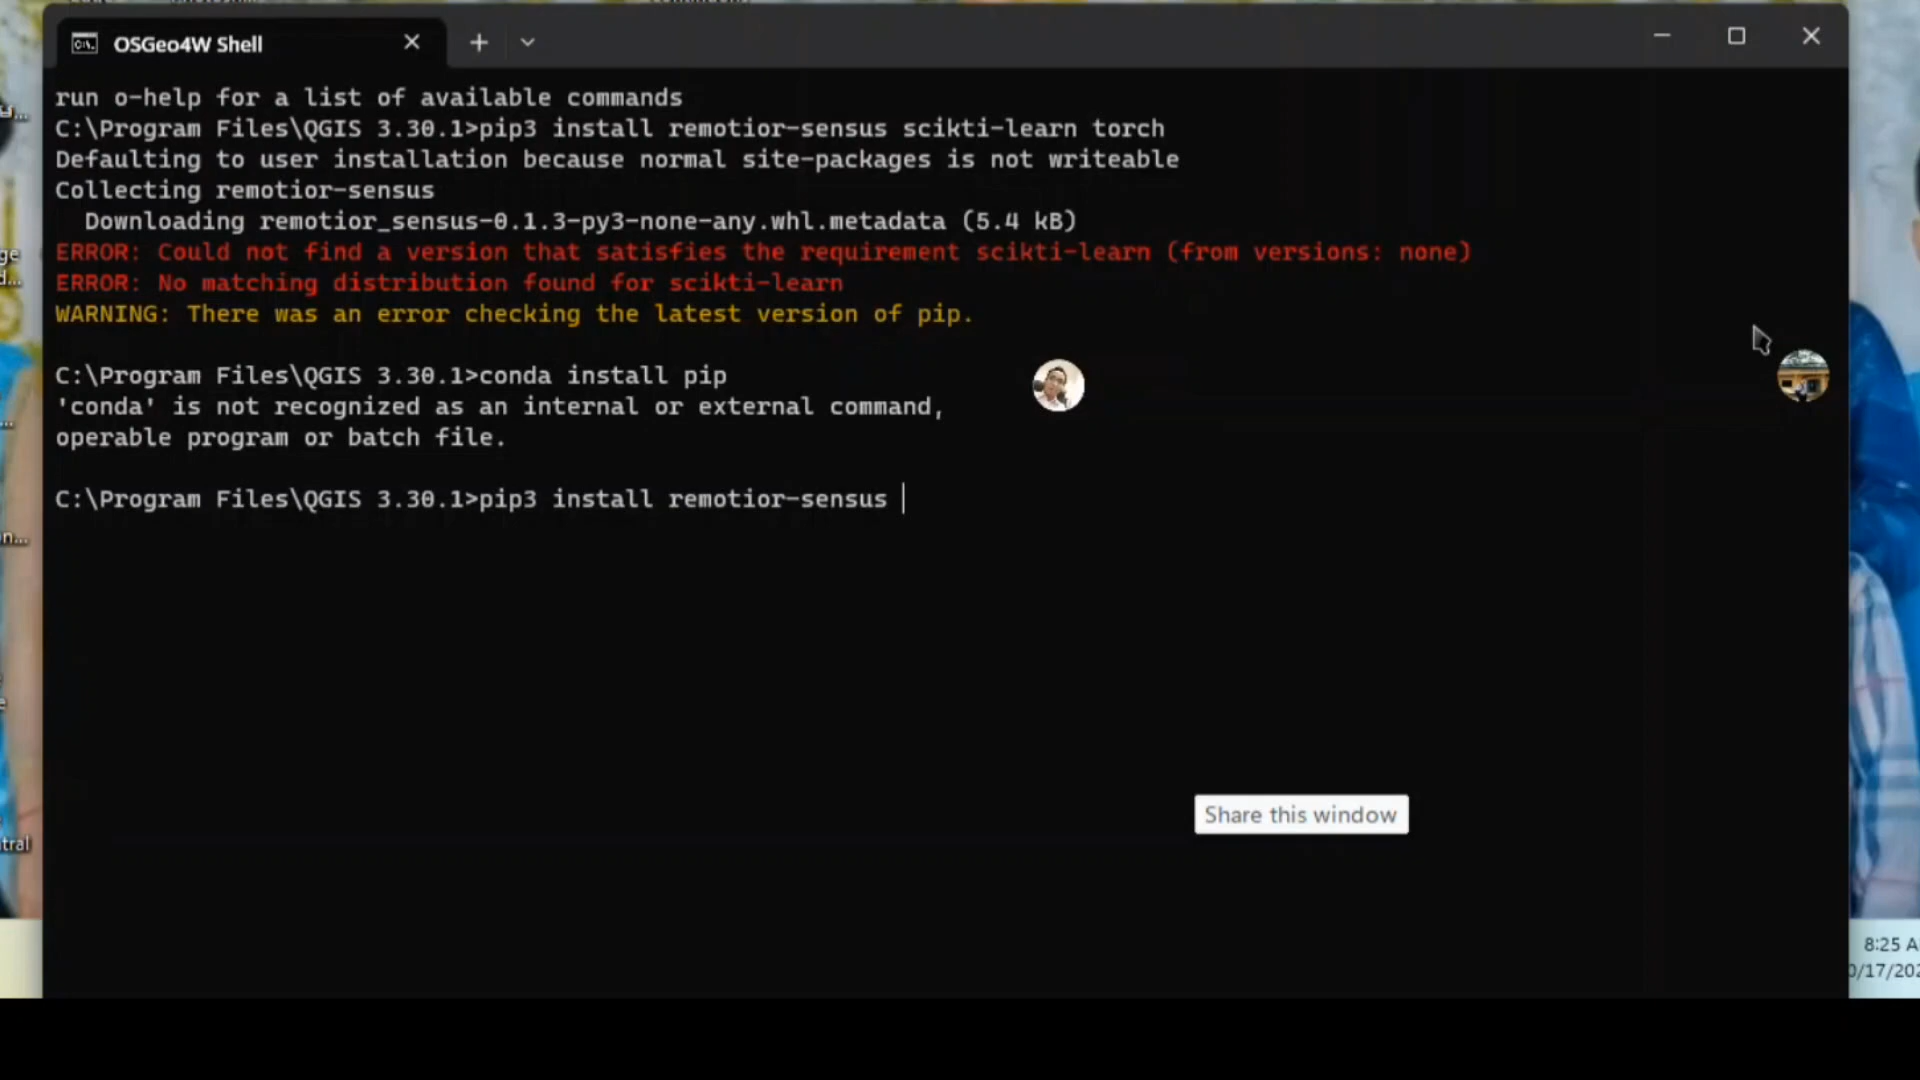 OSGeo4W Shell
run o-help for a list of available commands
C:\Program Files\QGIS 3.30.1>pip3 install remotior-sensus scikti-learn torch
Defaulting to user installation because normal site-packages is not writeable
Collecting remotior-sensus
Downloading remotior_sensus-0.1.3-py3-none-any.whl.metadata (5.4 kB)
ERROR: Could not find a version that satisfies the requirement scikti-learn (from versions: none)
ERROR: No matching distribution found for scikti-learn
WARNING: There was an error checking the latest version of pip.
C:\Program Files\QGIS 3.30.1>conda install pip
'conda' is not recognized as an internal or external command,
operable program or batch file.
C:\Program Files\QGIS 3.30.1>pip3 install remotior-sensus
Share this window
8:25 A